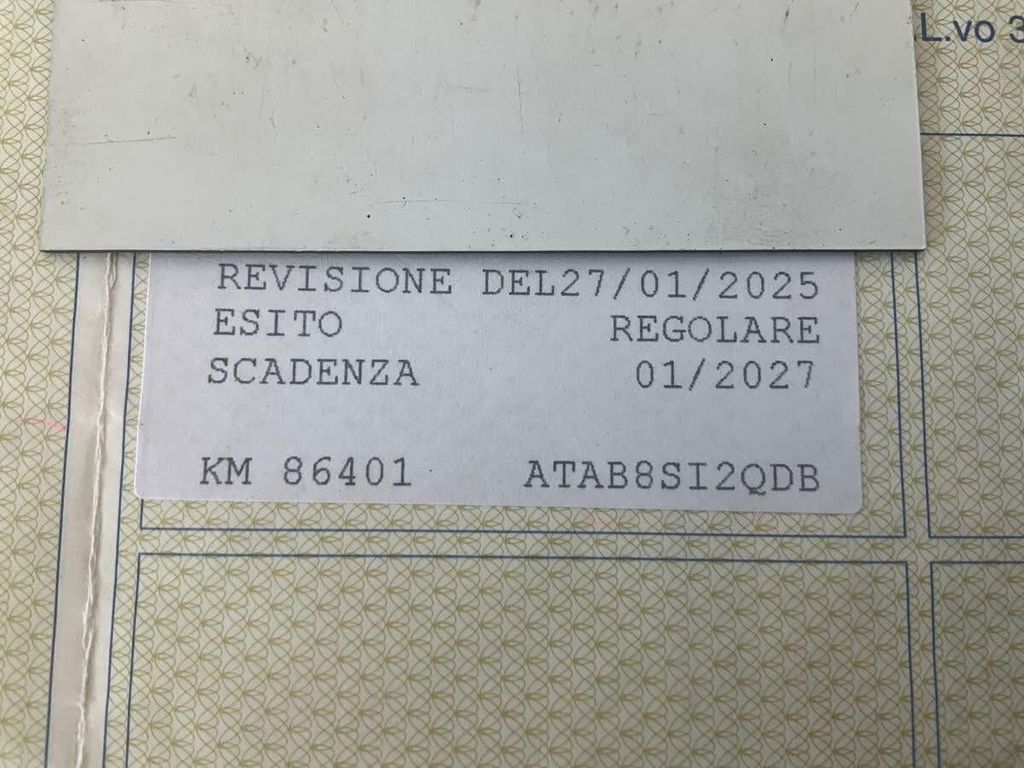 L.vo 3
REVISIONE DEL27/01/2025
ESITO REGOLARE
SCADENZA 01/2027
KM 86401 ATAB8SI2QDB